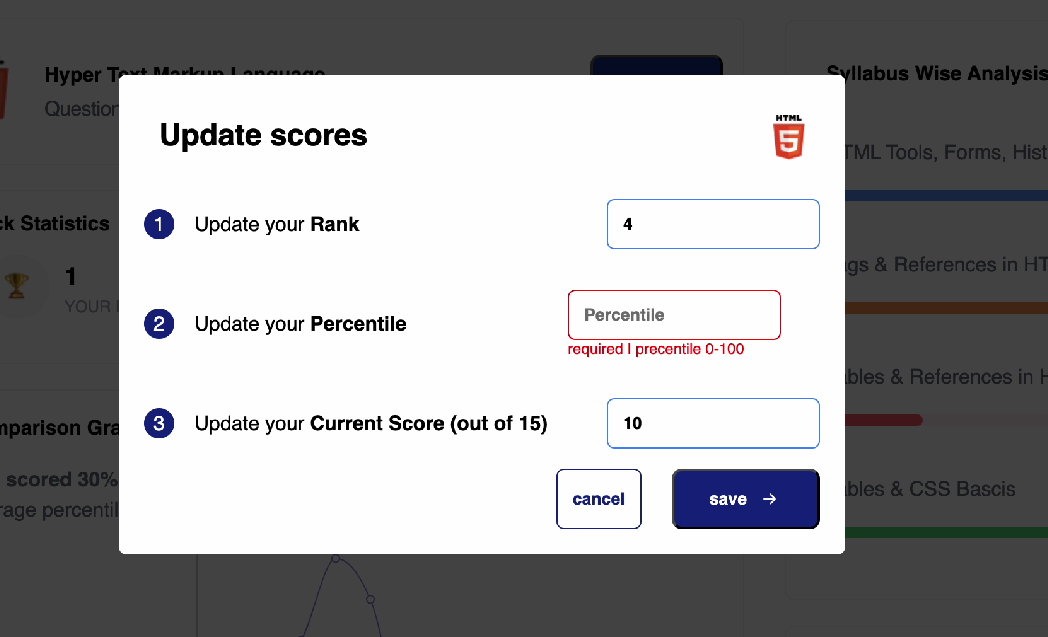 Hyper Text Markup Language
Question
Syllabus Wise Analysis
Update scores
HTML
5
TML Tools, Forms, Hist
ck Statistics
1 Update your Rank
4
1
YOUR
gs & References in HT
2 Update your Percentile
Percentile
required | precentile 0-100
bles & References in H
mparison Gra
3 Update your Current Score (out of 15)
10
scored 30%
rage percentil
cancel
save →
bles & CSS Bascis